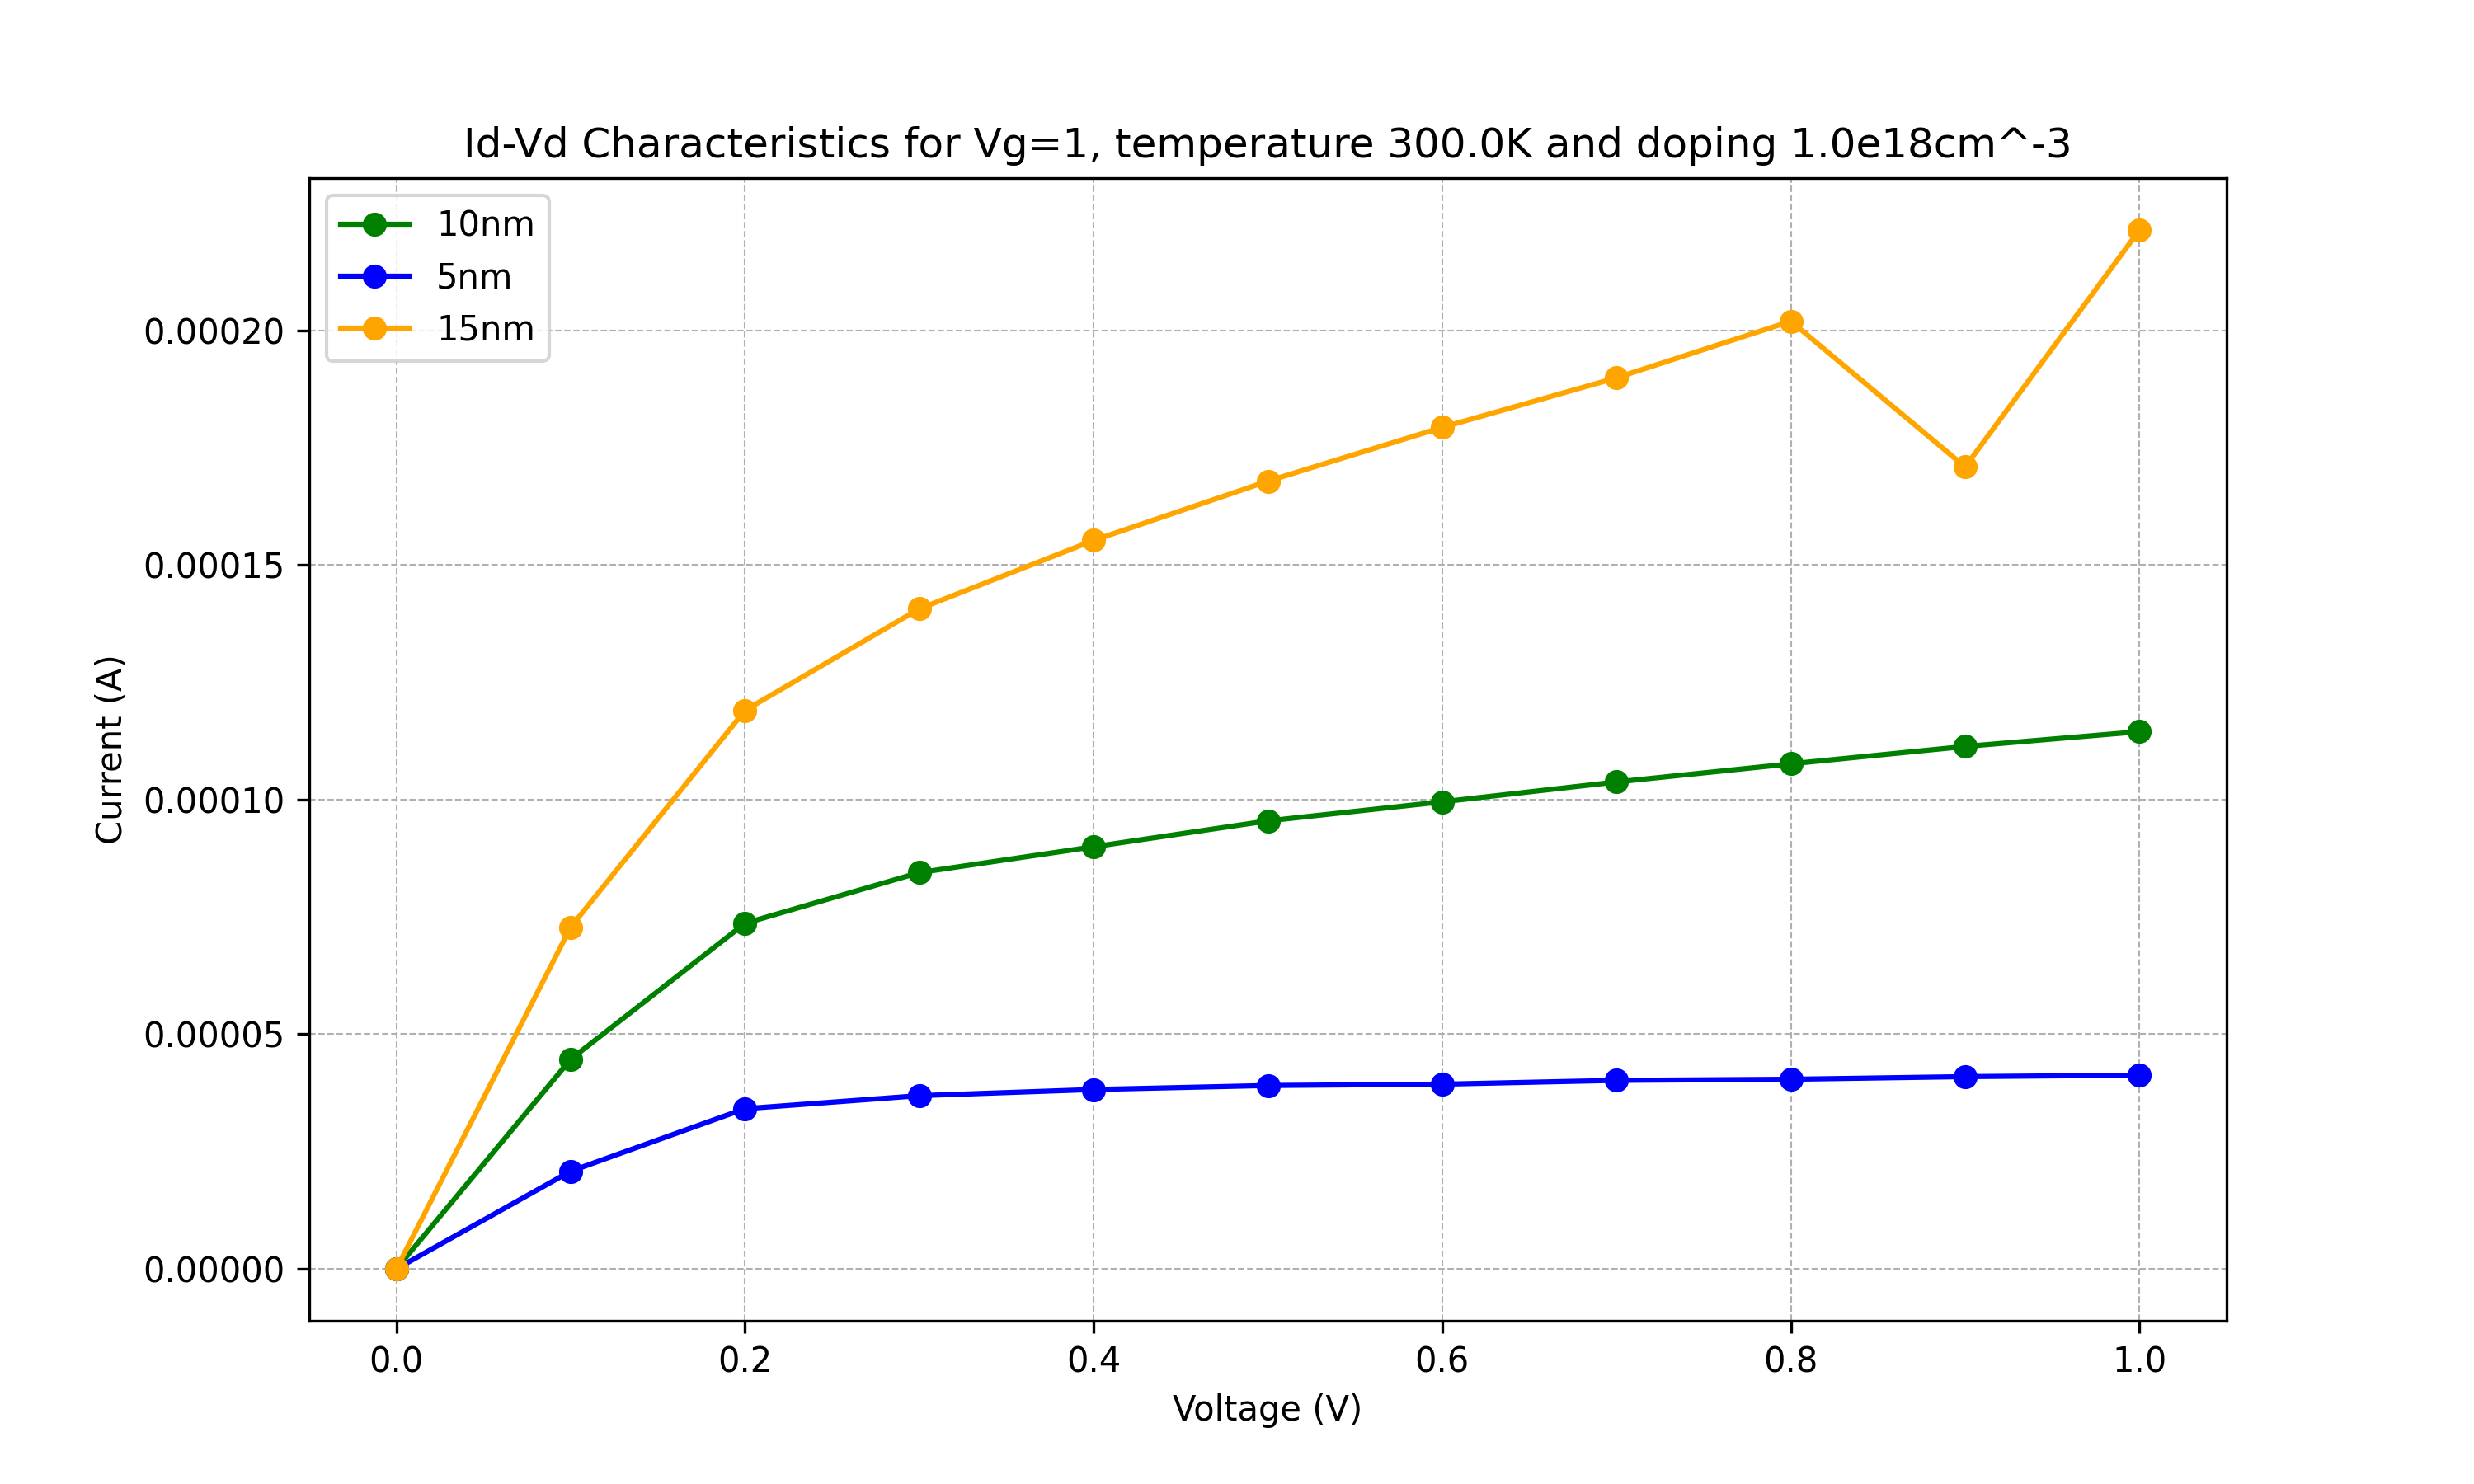 Id-Vd Characteristics for Vg=1, temperature 300.0K and doping 1.0e18cm^-3
10nm
5nm
15nm
0.00020
0.00015
0.00010
0.00005
0.00000
Current (A)
0.0 0.2 0.4 0.6 0.8 1.0
Voltage (V)